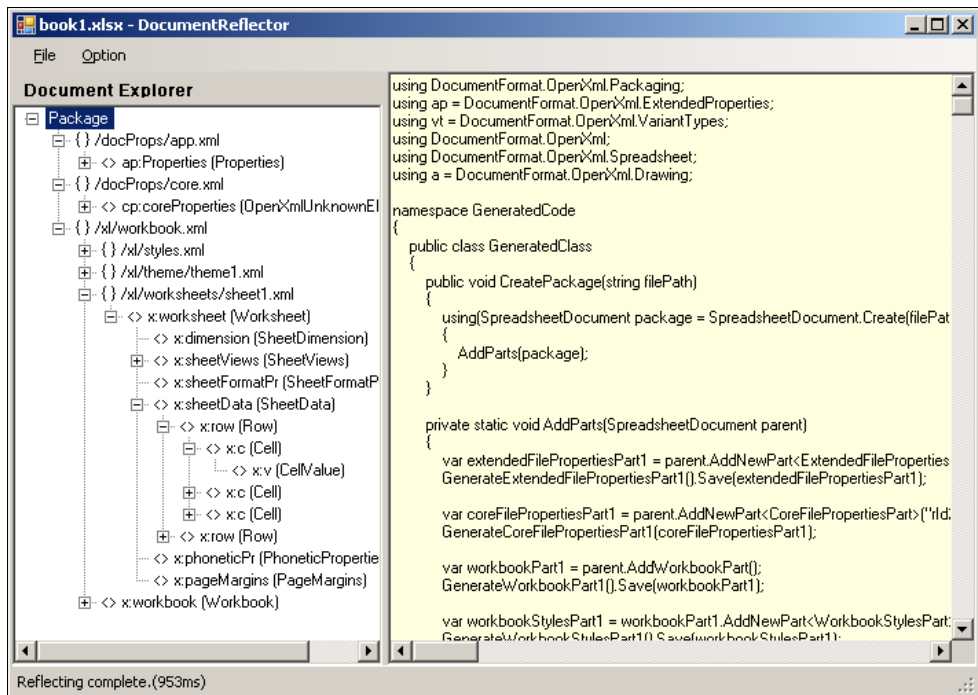 book1.xlsx - DocumentReflector
File Option
Document Explorer
Package
{ } /docProps/app.xml
<> ap:Properties (Properties)
{ } /docProps/core.xml
<> cp:coreProperties (OpenXmlUnknownEl
{ } /xl/workbook.xml
{ } /xl/styles.xml
{ } /xl/theme/theme1.xml
{ } /xl/worksheets/sheet1.xml
<> x:worksheet (Worksheet)
<> x:dimension (SheetDimension)
<> x:sheetViews (SheetViews)
<> x:sheetFormatPr (SheetFormatP
<> x:sheetData (SheetData)
<> x:row (Row)
<> x:c (Cell)
<> x:v (CellValue)
<> x:c (Cell)
<> x:c (Cell)
<> x:row (Row)
<> x:phoneticPr (PhoneticPropertie
<> x:pageMargins (PageMargins)
<> x:workbook (Workbook)
using DocumentFormat.OpenXml.Packaging;
using ap = DocumentFormat.OpenXml.ExtendedProperties;
using vt = DocumentFormat.OpenXml.VariantTypes;
using DocumentFormat.OpenXml;
using DocumentFormat.OpenXml.Spreadsheet;
using a = DocumentFormat.OpenXml.Drawing;
namespace GeneratedCode
{
public class GeneratedClass
{
public void CreatePackage(string filePath)
{
using(SpreadsheetDocument package = SpreadsheetDocument.Create(filePat
{
AddParts(package);
}
}
private static void AddParts(SpreadsheetDocument parent)
{
var extendedFilePropertiesPart1 = parent.AddNewPart<ExtendedFileProperties
GenerateExtendedFilePropertiesPart1().Save(extendedFilePropertiesPart1);
var coreFilePropertiesPart1 = parent.AddNewPart<CoreFilePropertiesPart>("rId
GenerateCoreFilePropertiesPart1(coreFilePropertiesPart1);
var workbookPart1 = parent.AddWorkbookPart();
GenerateWorkbookPart1().Save(workbookPart1);
var workbookStylesPart1 = workbookPart1.AddNewPart<WorkbookStylesPart
GenerateWorkbookStylesPart1().Save(workbookStylesPart1);
Reflecting complete.(953ms)